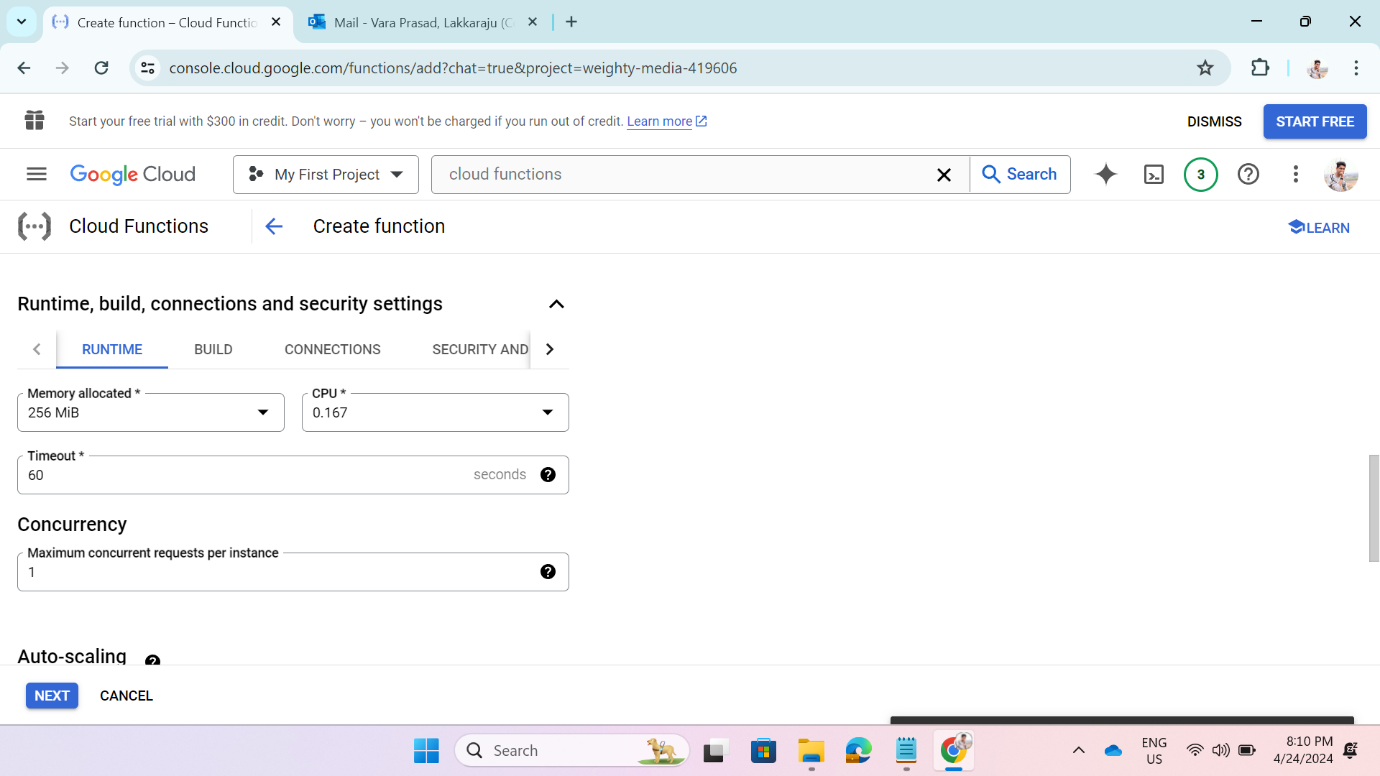 Create function – Cloud Functio
Mail - Vara Prasad, Lakkaraju (C
console.cloud.google.com/functions/add?chat=true&project=weighty-media-419606
Start your free trial with $300 in credit. Don't worry – you won't be charged if you run out of credit. Learn more
DISMISS
START FREE
Google Cloud
My First Project
cloud functions
Search
3
Cloud Functions
Create function
LEARN
Runtime, build, connections and security settings
RUNTIME BUILD CONNECTIONS SECURITY AND
Memory allocated *
256 MiB
CPU *
0.167
Timeout *
60 seconds
Concurrency
Maximum concurrent requests per instance
1
Auto-scaling
NEXT CANCEL
Search
ENG
US
8:10 PM
4/24/2024